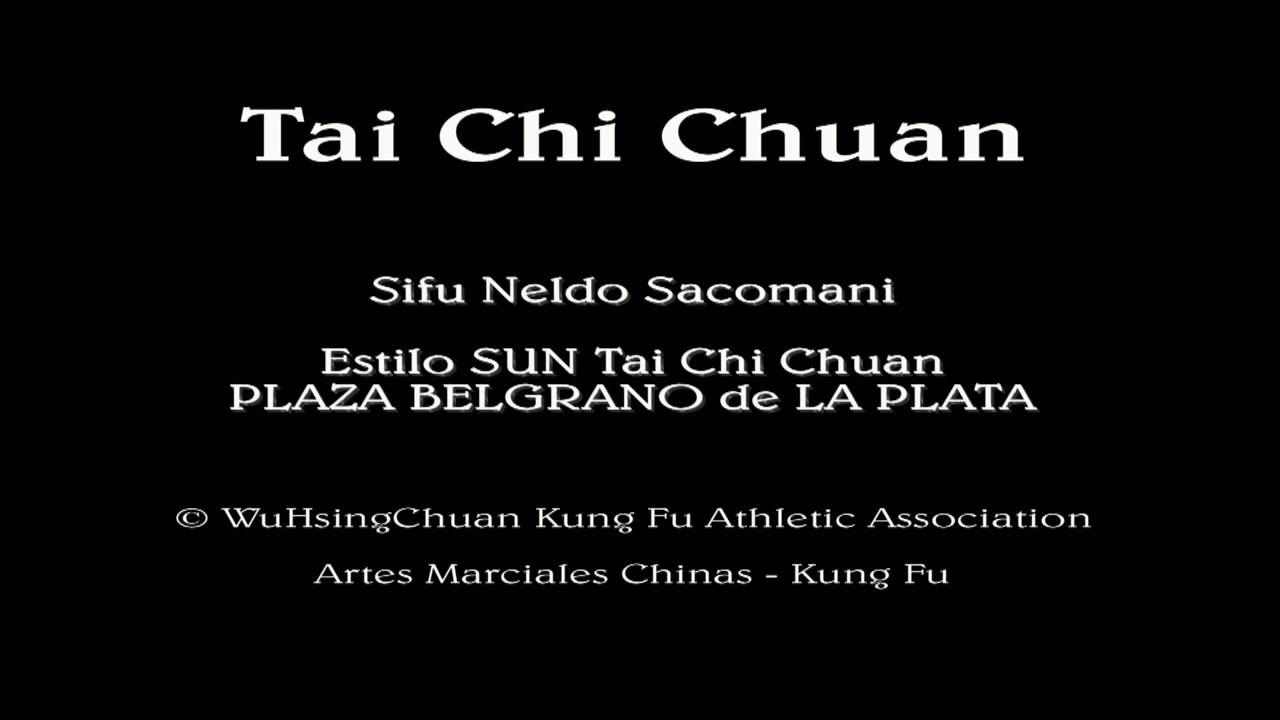 Tai Chi Chuan
Sifu Neldo Sacomani
Estilo SUN Tai Chi Chuan
PLAZA BELGRANO de LA PLATA
© WuHsingChuan Kung Fu Athletic Association
Artes Marciales Chinas - Kung Fu